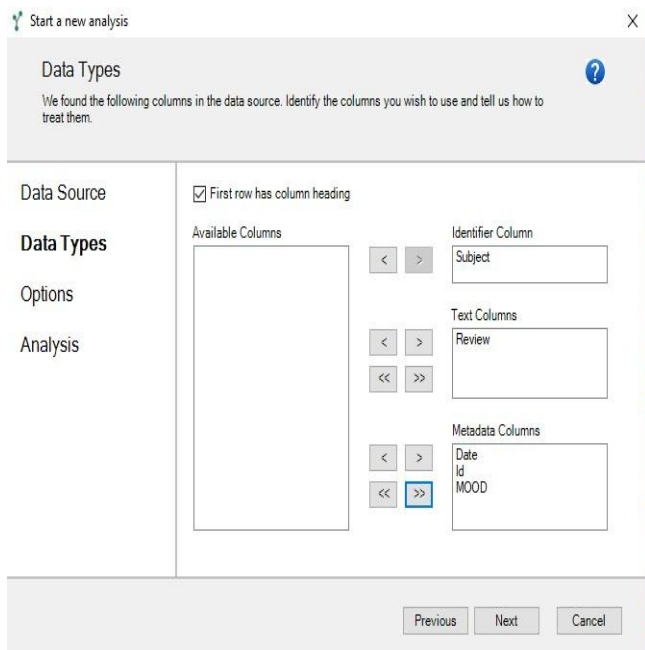 Start a new analysis
X
Data Types
?
We found the following columns in the data source. Identify the columns you wish to use and tell us how to
treat them.
Data Source
Data Types
Options
Analysis
First row has column heading
Available Columns
Identifier Column
< >
Subject
Text Columns
< >
Review
<< >>
Metadata Columns
< >
Date
Id
MOOD
<< >>
Previous Next Cancel